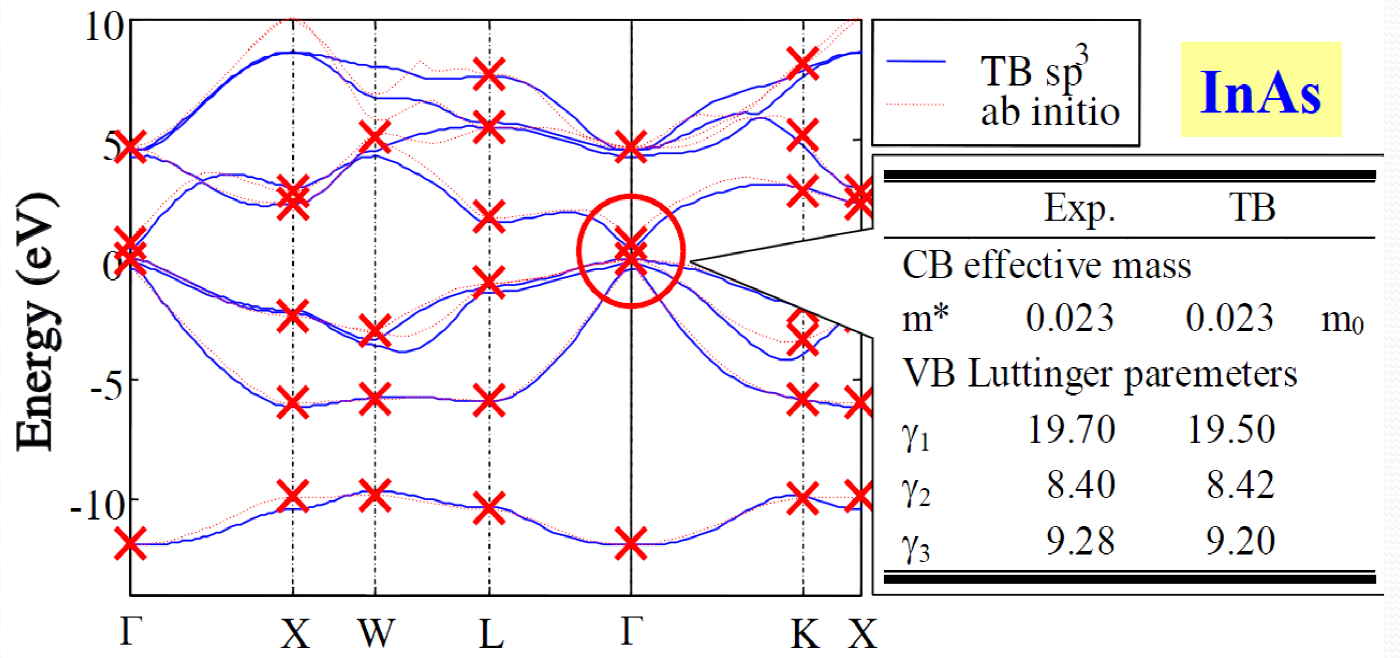 10
5
0
-5
-10
Energy (eV)
Γ X W L Γ K X
TB sp3
ab initio
InAs
Exp. TB
CB effective mass
m* 0.023 0.023 m0
VB Luttinger paremeters
γ1 19.70 19.50
γ2 8.40 8.42
γ3 9.28 9.20